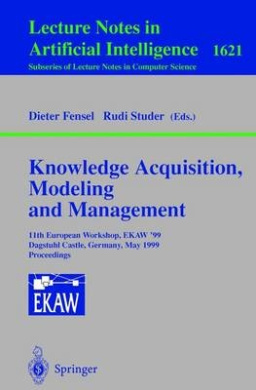 Lecture Notes in
Artificial Intelligence 1621
Subseries of Lecture Notes in Computer Science
Dieter Fensel Rudi Studer (Eds.)
Knowledge Acquisition,
Modeling
and Management
11th European Workshop, EKAW '99
Dagstuhl Castle, Germany, May 1999
Proceedings
EKAW
Springer